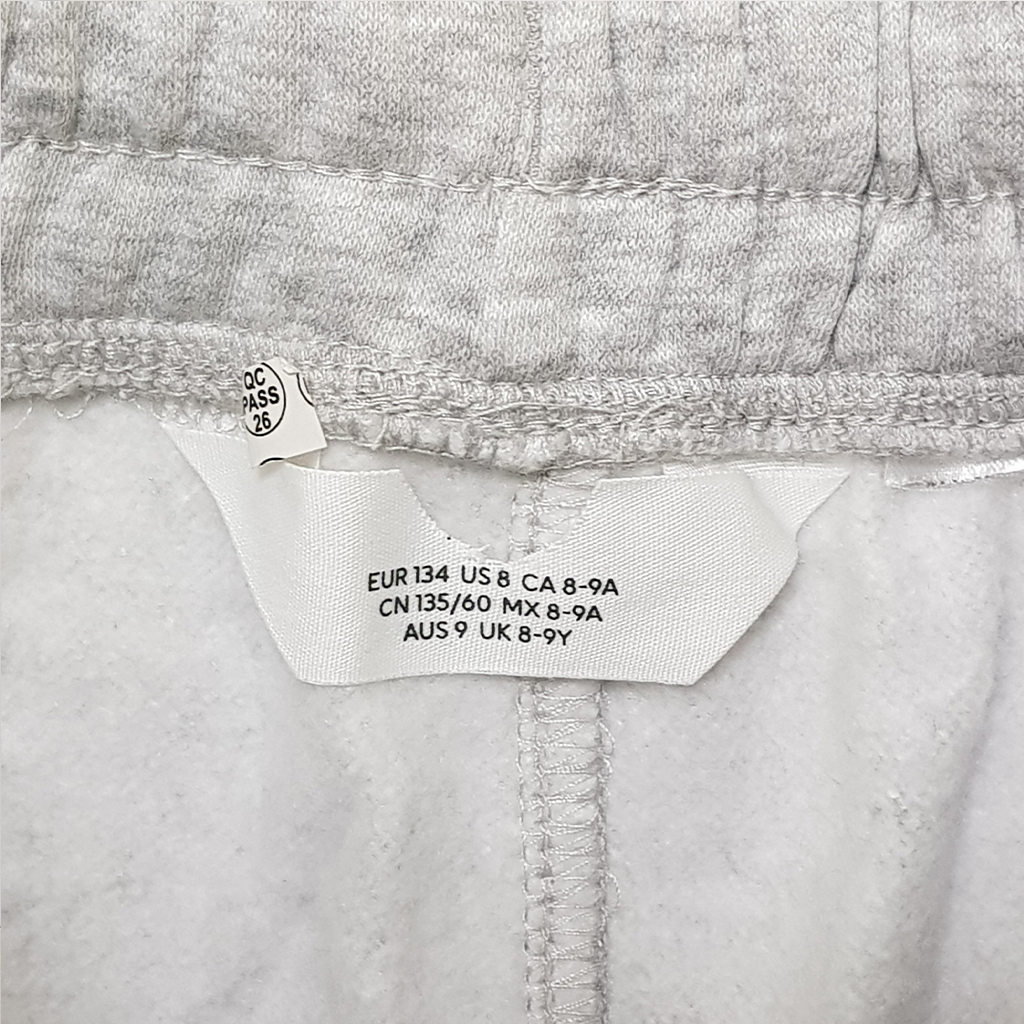 QC
PASS
26
EUR 134 US 8 CA 8-9A
CN 135/60 MX 8-9A
AUS 9 UK 8-9Y